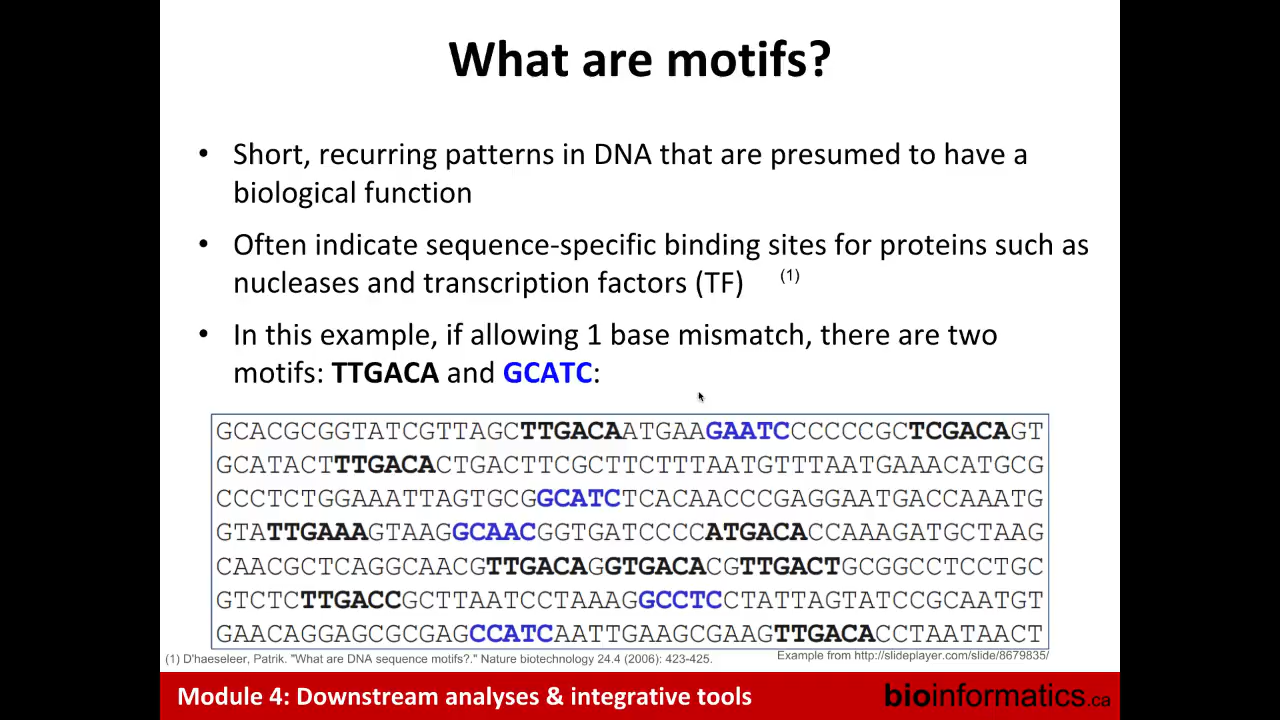 What are motifs?
• Short, recurring patterns in DNA that are presumed to have a
biological function
• Often indicate sequence-specific binding sites for proteins such as
nucleases and transcription factors (TF) (1)
• In this example, if allowing 1 base mismatch, there are two
motifs: TTGACA and GCATC:
GCACGCGGTATCGTTAGCTTGACAATGAAGAATCCCCCCGCTCGACAGT
GCATACTTTGACACTGACTTCGCTTCTTTAATGTTTAATGAAACATGCG
CCCTCTGGAAATTAGTGCGGCATCTCACAACCCGAGGAATGACCAAATG
GTATTGAAAGTAAGGCAACGGTGATCCCCATGACACCAAAGATGCTAAG
CAACGCTCAGGCAACGTTGACAGGTGACACGTTGACTGCGGCCTCCTGC
GTCTCTTGACCGCTTAATCCTAAAGGCCTCCTATTAGTATCCGCAATGT
GAACAGGAGCGCGAGCCATCAATTGAAGCGAAGTTGACACCTAATAACT
(1) D'haeseleer, Patrik. "What are DNA sequence motifs?." Nature biotechnology 24.4 (2006): 423-425.
Example from http://slideplayer.com/slide/8679835/
Module 4: Downstream analyses & integrative tools
bioinformatics.ca